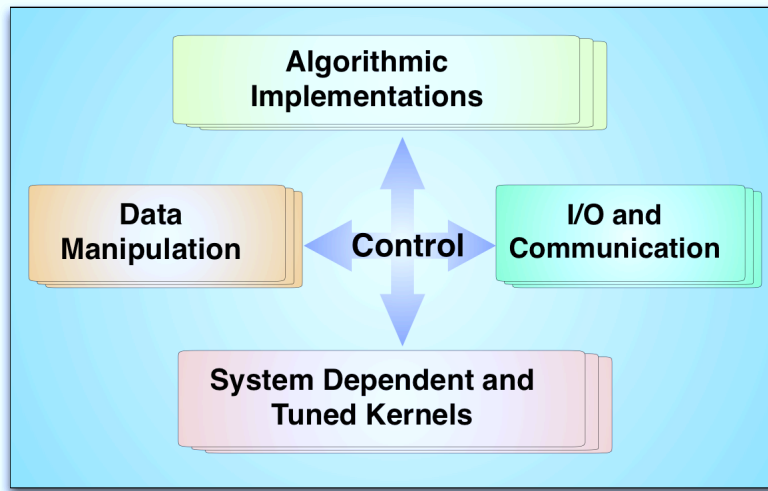 Algorithmic
Implementations
Data
Manipulation
Control
I/O and
Communication
System Dependent and
Tuned Kernels